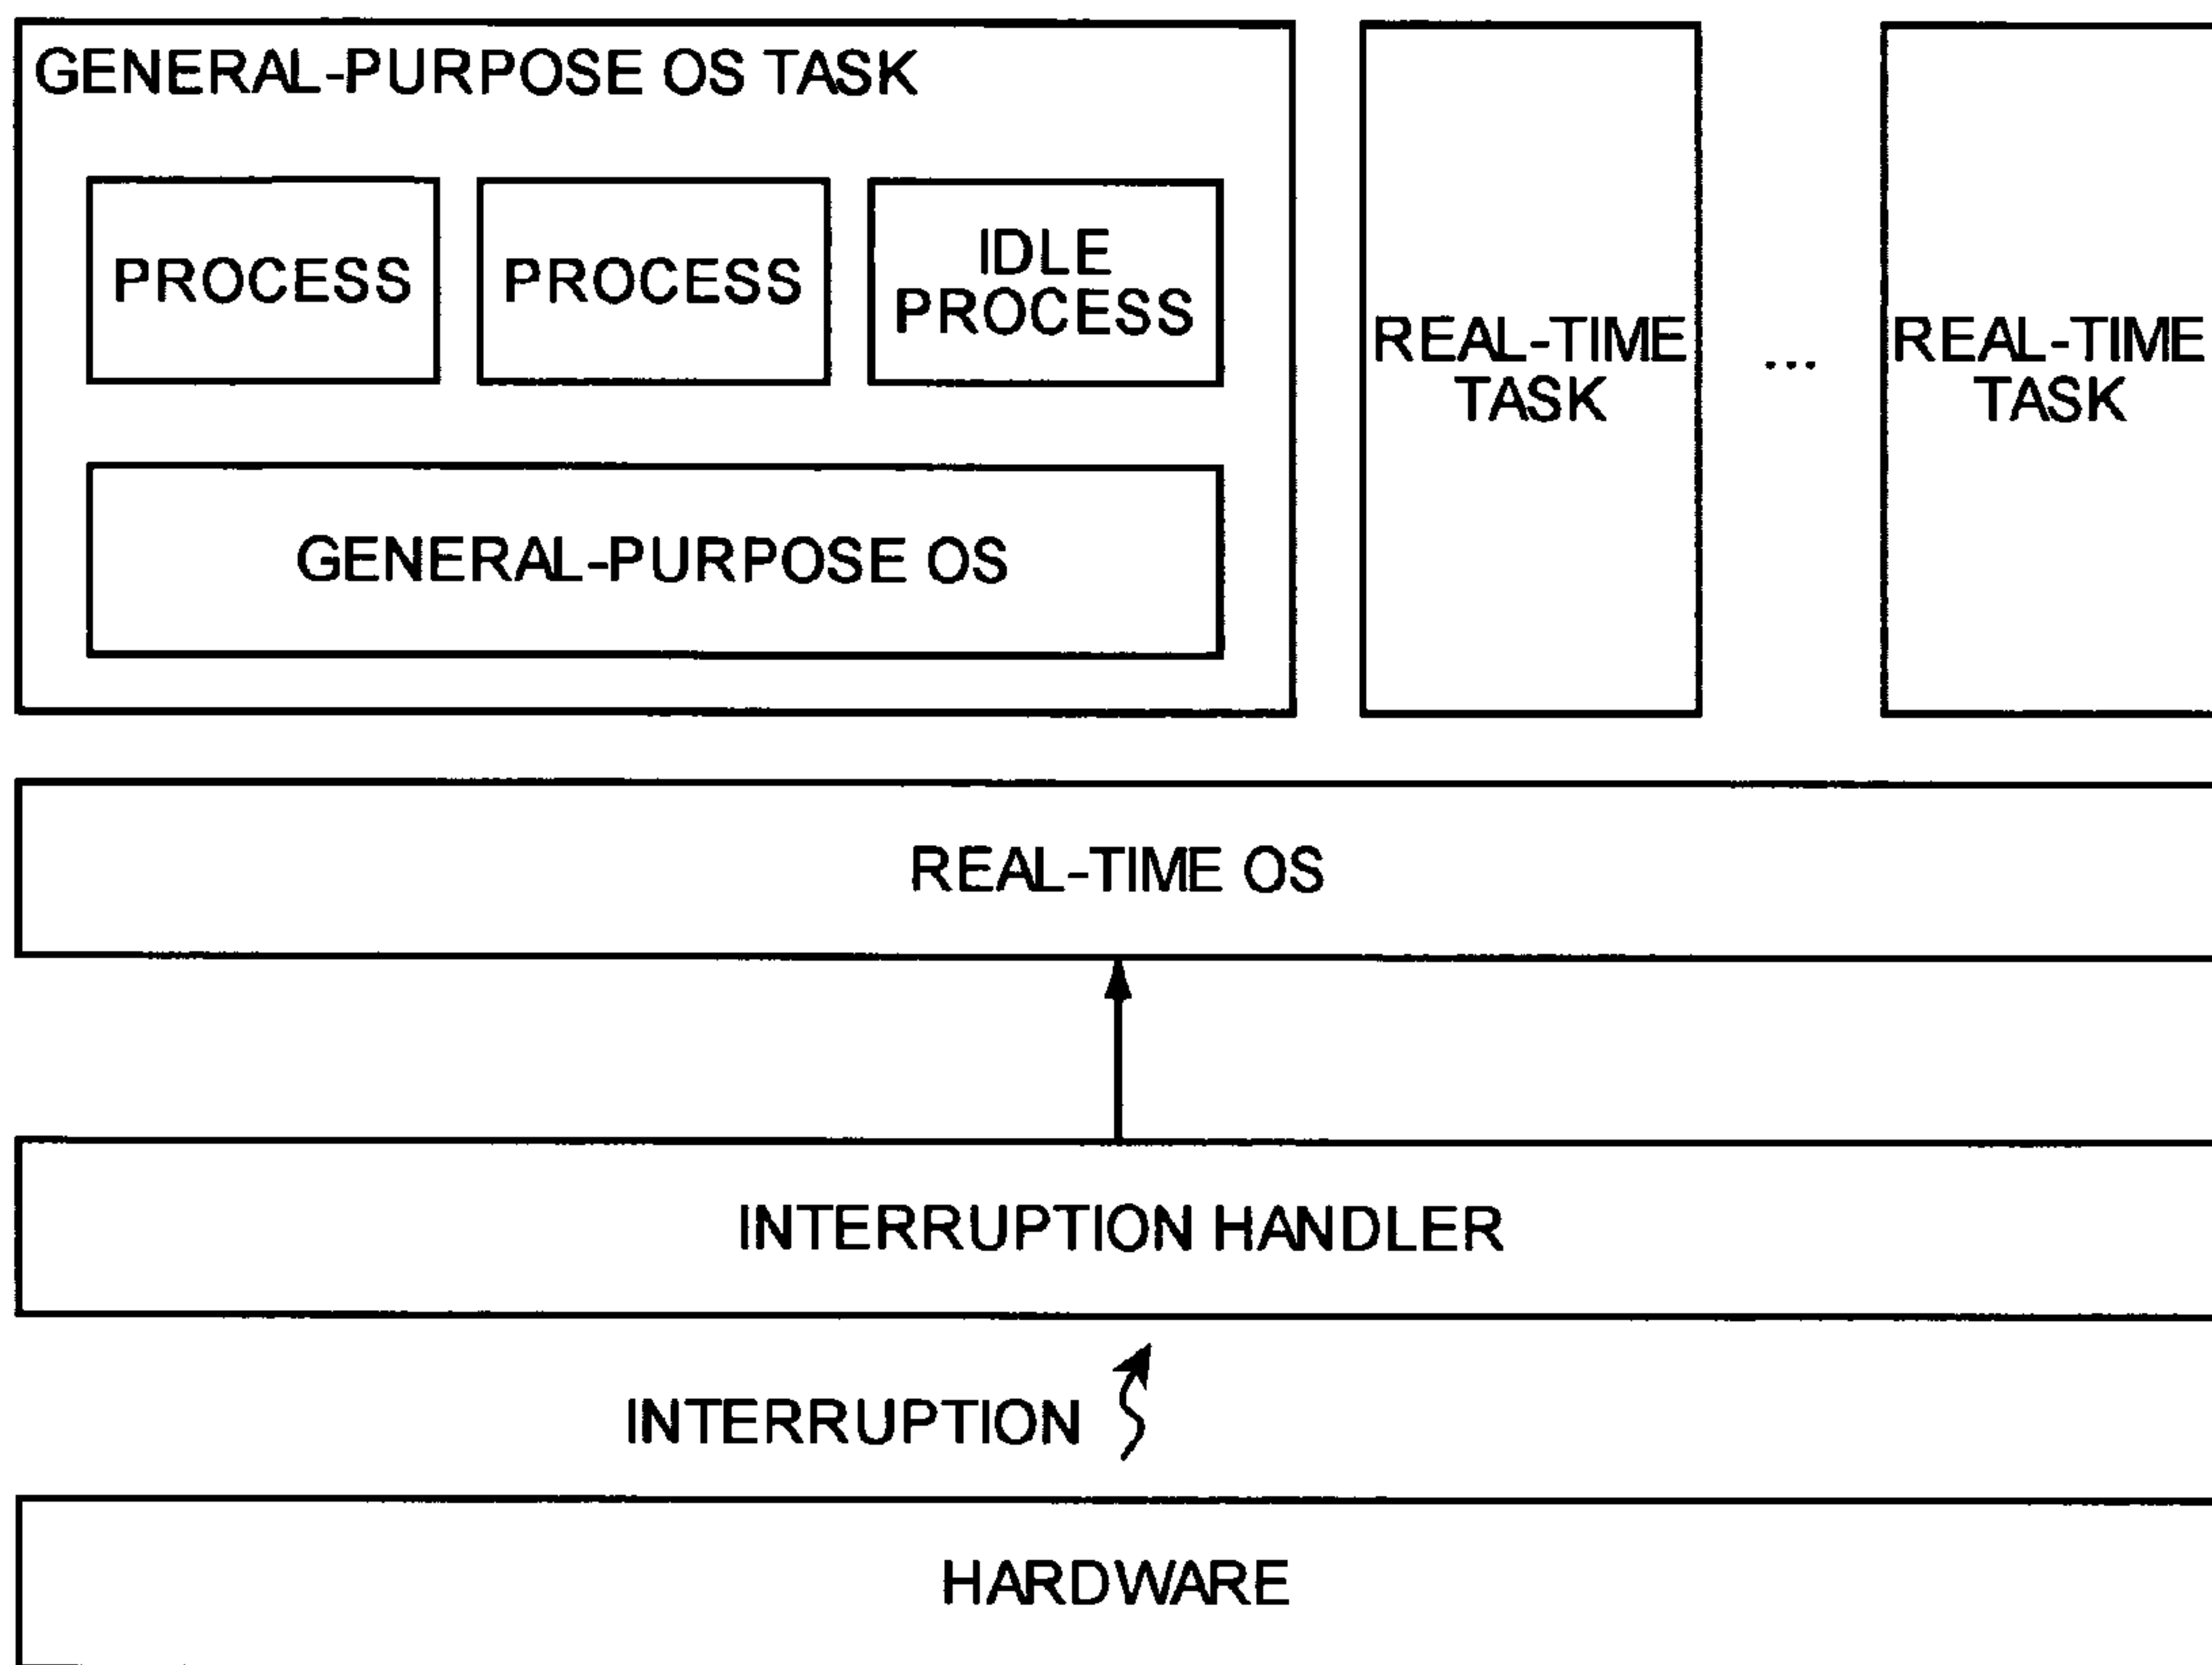 GENERAL-PURPOSE OS TASK
PROCESS
PROCESS
IDLE
PROCESS
GENERAL-PURPOSE OS
REAL-TIME
TASK
...
REAL-TIME
TASK
REAL-TIME OS
INTERRUPTION HANDLER
INTERRUPTION
HARDWARE